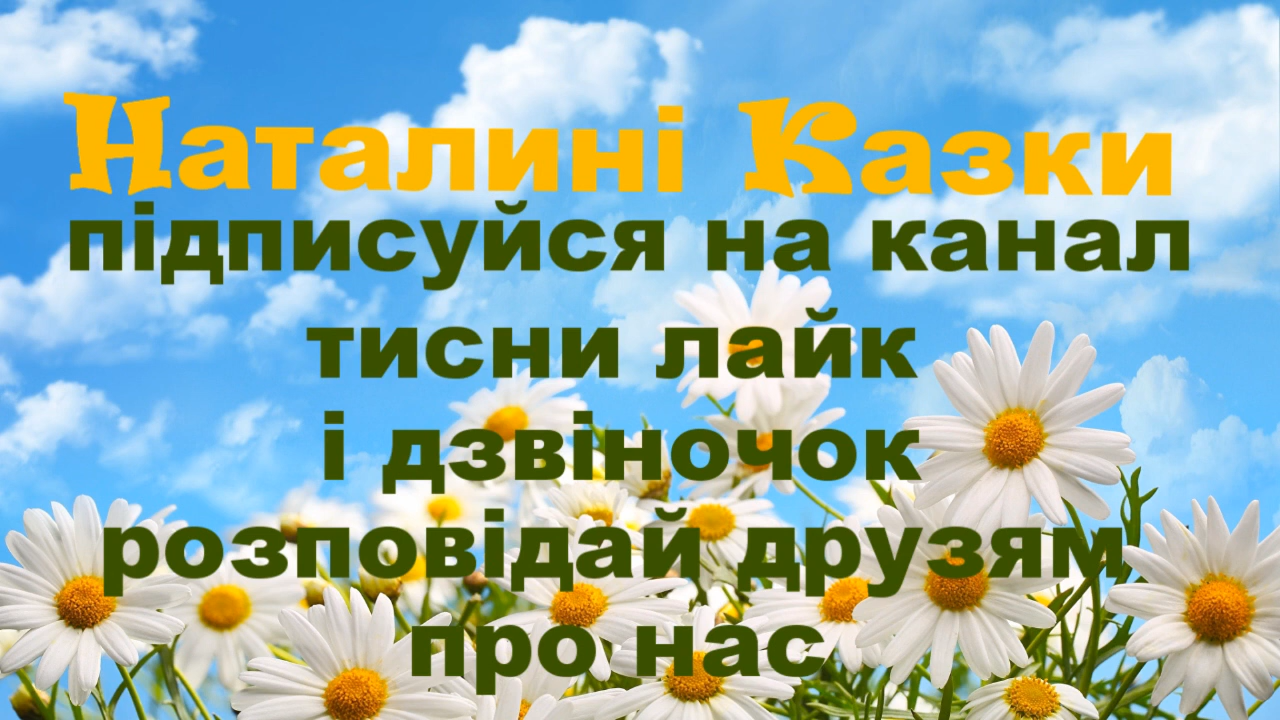 Наталині Казки
підписуйся на канал
тисни лайк
і дзвіночок
розповідай друзям
про нас